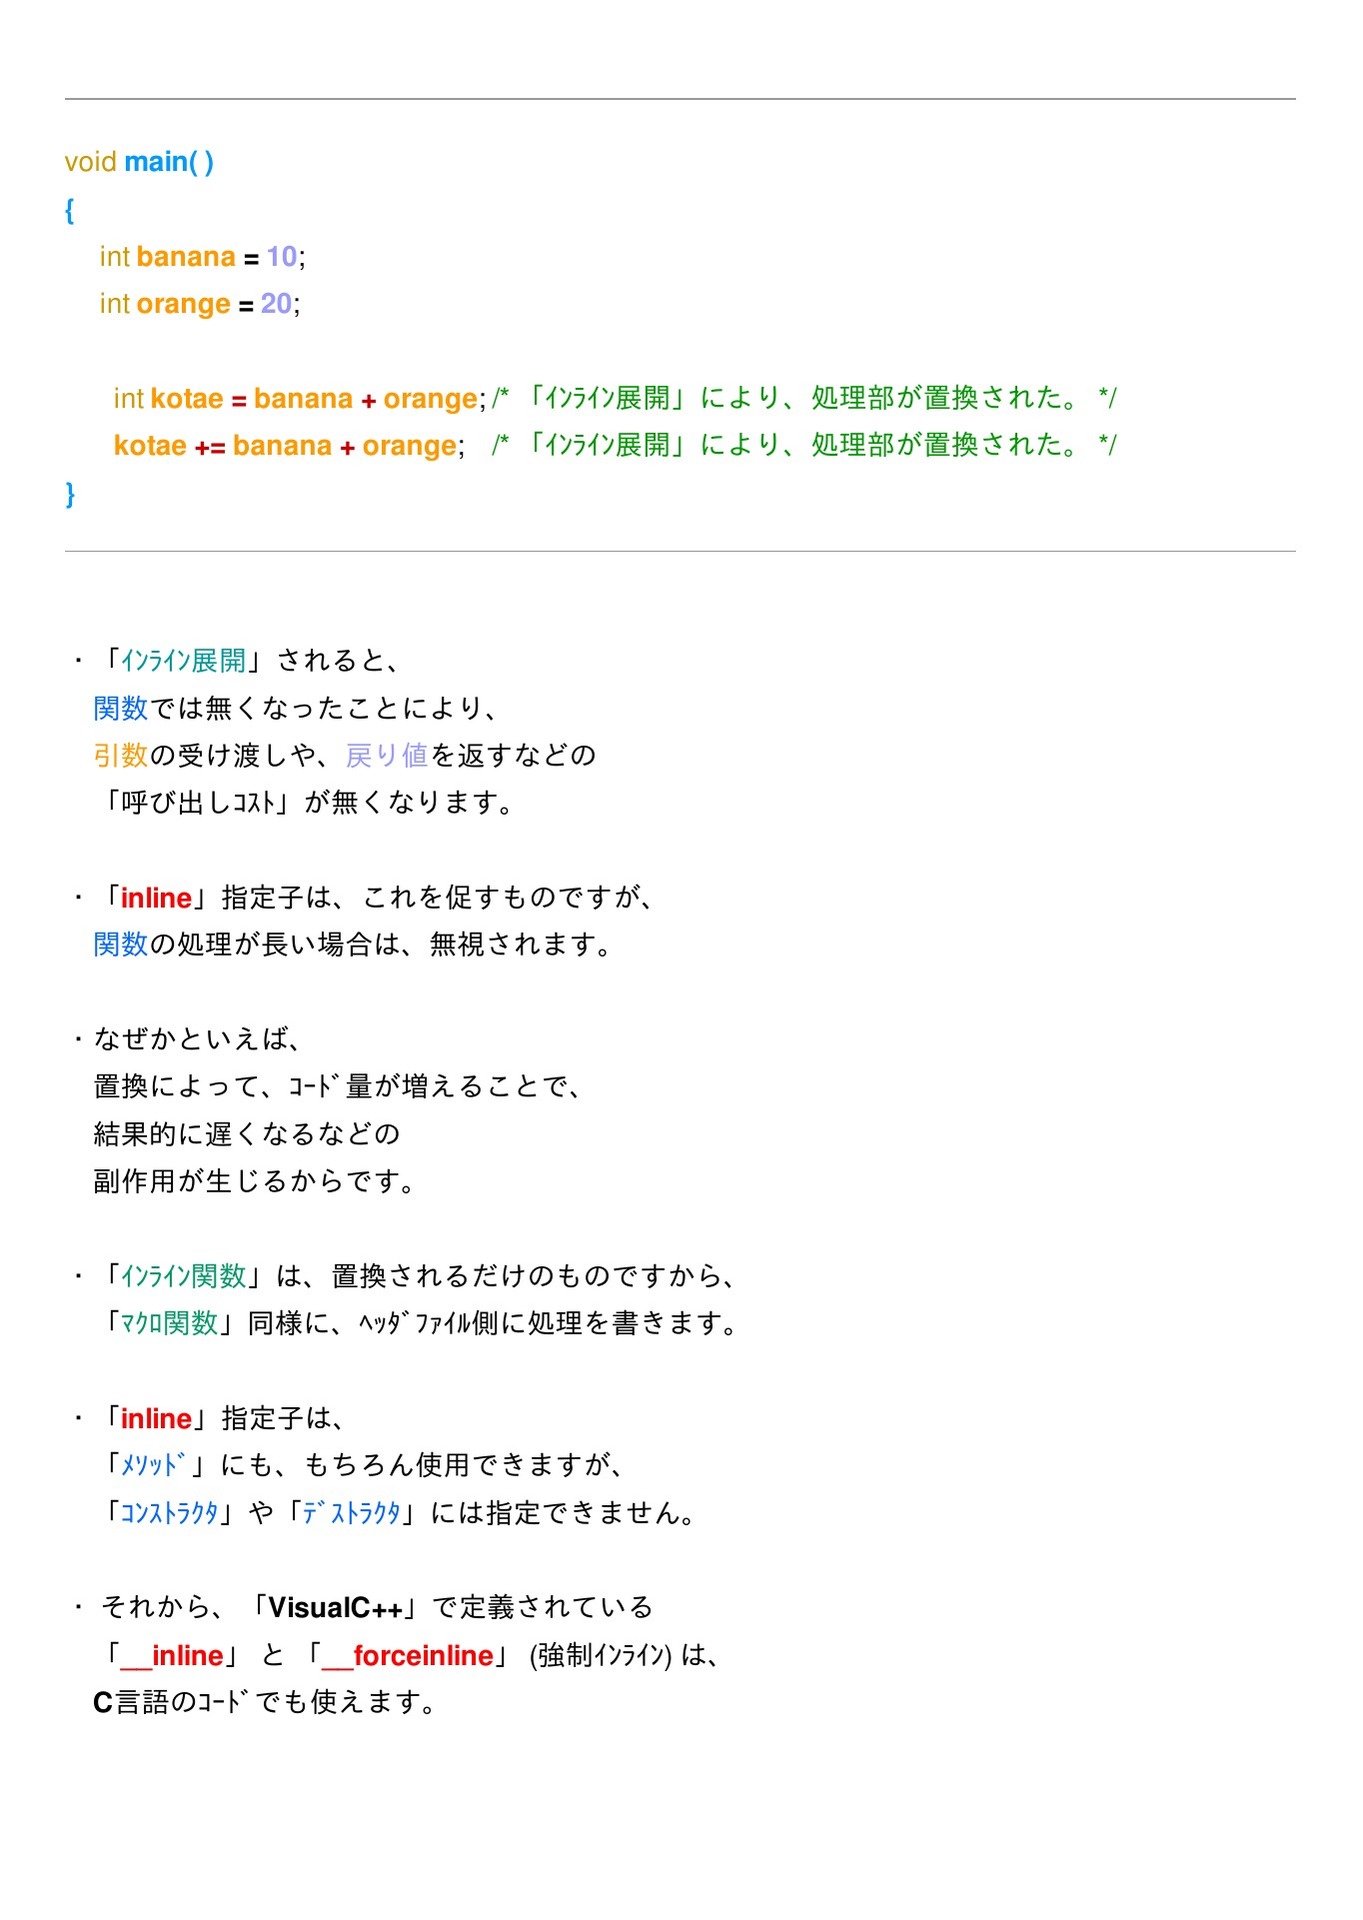 void main( )
{
int banana = 10;
int orange = 20;
int kotae = banana + orange; /* 「ｲﾝﾗｲﾝ展開」により、処理部が置換された。 */
kotae += banana + orange; /* 「ｲﾝﾗｲﾝ展開」により、処理部が置換された。 */
}
・「ｲﾝﾗｲﾝ展開」されると、
関数では無くなったことにより、
引数の受け渡しや、戻り値を返すなどの
「呼び出しｺｽﾄ」が無くなります。
・「inline」指定子は、これを促すものですが、
関数の処理が長い場合は、無視されます。
・なぜかといえば、
置換によって、ｺｰﾄﾞ量が増えることで、
結果的に遅くなるなどの
副作用が生じるからです。
・「ｲﾝﾗｲﾝ関数」は、置換されるだけのものですから、
「ﾏｸﾛ関数」同様に、ﾍｯﾀﾞﾌｧｲﾙ側に処理を書きます。
・「inline」指定子は、
「ﾒｿｯﾄﾞ」にも、もちろん使用できますが、
「ｺﾝｽﾄﾗｸﾀ」や「ﾃﾞｽﾄﾗｸﾀ」には指定できません。
・ それから、「VisualC++」で定義されている
「__inline」 と 「__forceinline」 (強制ｲﾝﾗｲﾝ) は、
C言語のｺｰﾄﾞでも使えます。